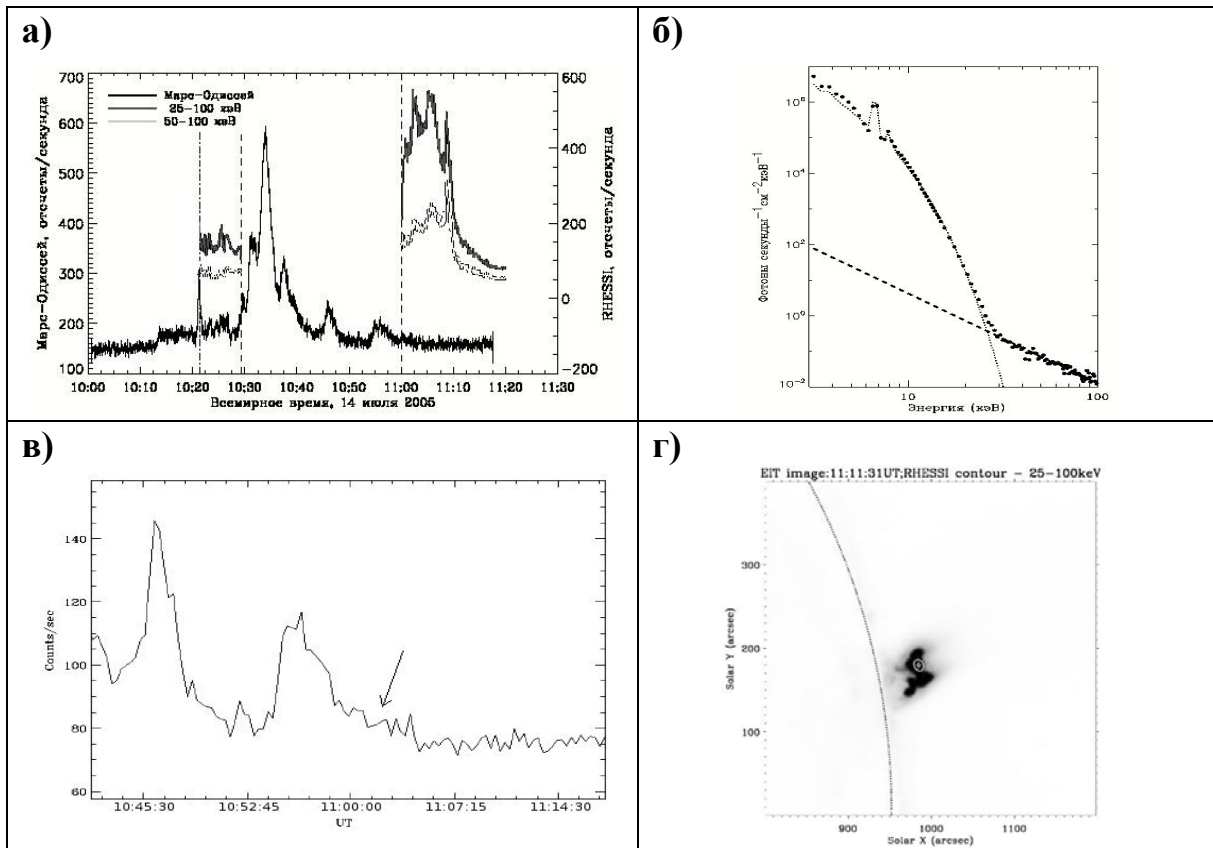 а)
700
600
500
400
300
200
100
Марс-Одиссей, отсчеты/секунда
Марс-Одиссей
25-100 кэВ
50-100 кэВ
600
400
200
0
-200
RHESSI, отсчеты/секунда
10:00 10:10 10:20 10:30 10:40 10:50 11:00 11:10 11:20 11:30
Всемирное время, 14 июля 2005
б)
10⁶
10⁴
10²
10⁰
10⁻²
Фотоны секунды⁻¹см⁻²кэВ⁻¹
10 100
Энергия (кэВ)
в)
140
120
100
80
60
Counts/sec
10:45:30 10:52:45 11:00:00 11:07:15 11:14:30
UT
г)
EIT image:11:11:31UT;RHESSI contour - 25-100keV
300
200
100
Solar Y (arcsec)
900 1000 1100
Solar X (arcsec)